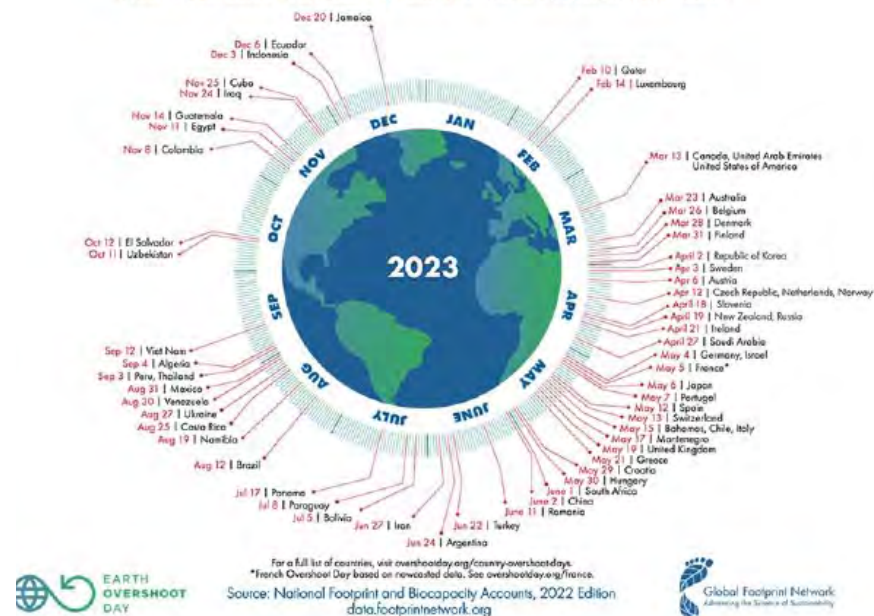 Dec 20 | Jamaica
Dec 6 | Ecuador
Dec 3 | Indonesia
Nov 25 | Cuba
Nov 24 | Iraq
Nov 14 | Guatemala
Nov 11 | Egypt
Nov 8 | Colombia
Oct 12 | El Salvador
Oct 11 | Uzbekistan
Sep 12 | Viet Nam
Sep 4 | Algeria
Sep 3 | Peru, Thailand
Aug 31 | Mexico
Aug 30 | Venezuela
Aug 27 | Ukraine
Aug 25 | Costa Rica
Aug 19 | Namibia
Aug 12 | Brazil
Jul 17 | Panama
Jul 8 | Paraguay
Jul 5 | Bolivia
Jun 27 | Iran
Jun 24 | Argentina
Jun 22 | Turkey
Feb 10 | Qatar
Feb 14 | Luxembourg
Mar 13 | Canada, United Arab Emirates
United States of America
Mar 23 | Australia
Mar 26 | Belgium
Mar 28 | Denmark
Mar 31 | Finland
April 2 | Republic of Korea
Apr 3 | Sweden
Apr 6 | Austria
Apr 12 | Czech Republic, Netherlands, Norway
April 18 | Slovenia
April 19 | New Zealand, Russia
April 21 | Ireland
April 27 | Saudi Arabia
May 4 | Germany, Israel
May 5 | France*
May 6 | Japan
May 7 | Portugal
May 12 | Spain
May 13 | Switzerland
May 15 | Bahamas, Chile, Italy
May 17 | Montenegro
May 19 | United Kingdom
May 21 | Greece
May 29 | Croatia
May 30 | Hungary
June 1 | South Africa
June 2 | China
June 11 | Romania
JAN
FEB
MAR
APR
MAY
JUNE
JULY
AUG
SEP
OCT
NOV
DEC
2023
For a full list of countries, visit overshootday.org/country-overshoot-days.
*French Overshoot Day based on nowcasted data. See overshootday.org/france.
Source: National Footprint and Biocapacity Accounts, 2022 Edition
data.footprintnetwork.org
EARTH
OVERSHOOT
DAY
Global Footprint Network
Advancing the Science of Sustainability